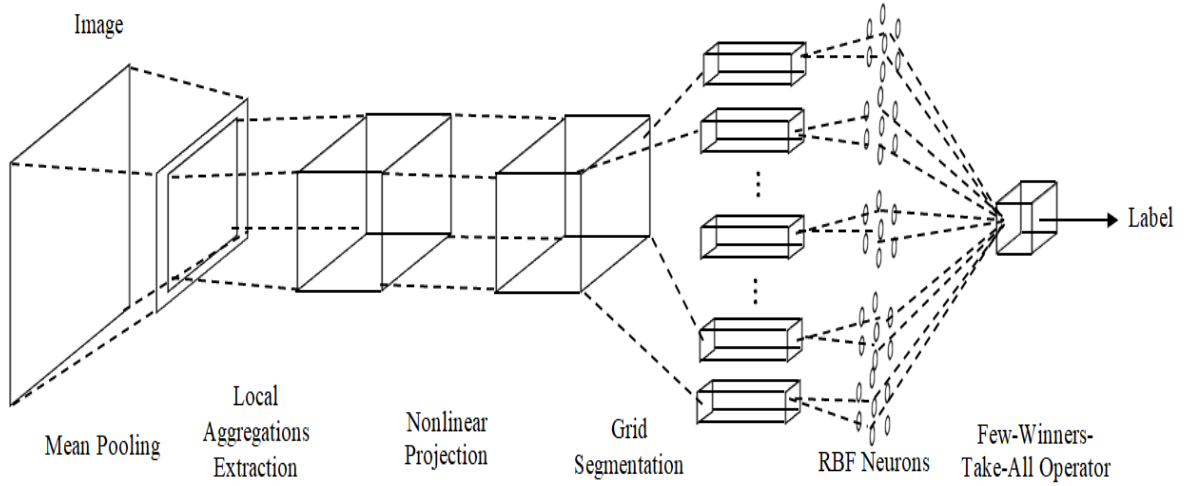 Image
Label
Mean Pooling
Local
Aggregations
Extraction
Nonlinear
Projection
Grid
Segmentation
RBF Neurons
Few-Winners-
Take-All Operator